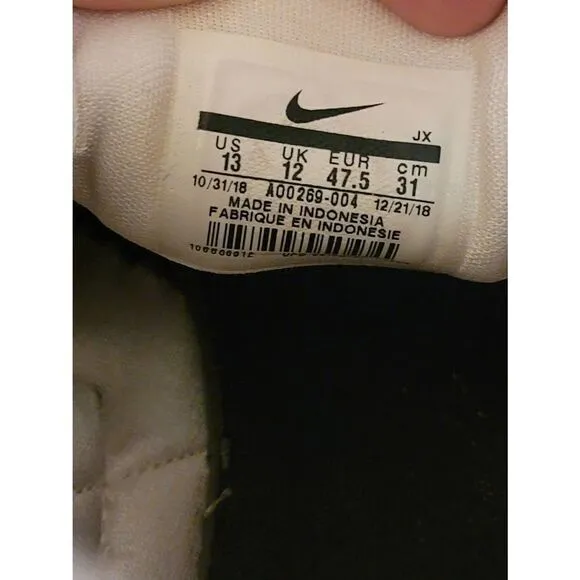 JX
US UK EUR cm
13 12 47.5 31
10/31/18 AO0269-004 12/21/18
MADE IN INDONESIA
FABRIQUE EN INDONESIE